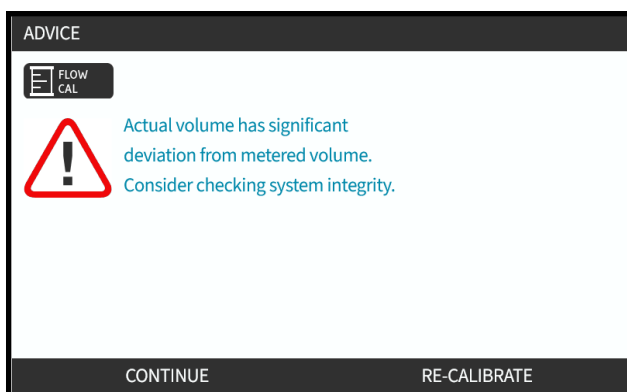 ADVICE
FLOW
CAL
Actual volume has significant
deviation from metered volume.
Consider checking system integrity.
CONTINUE
RE-CALIBRATE